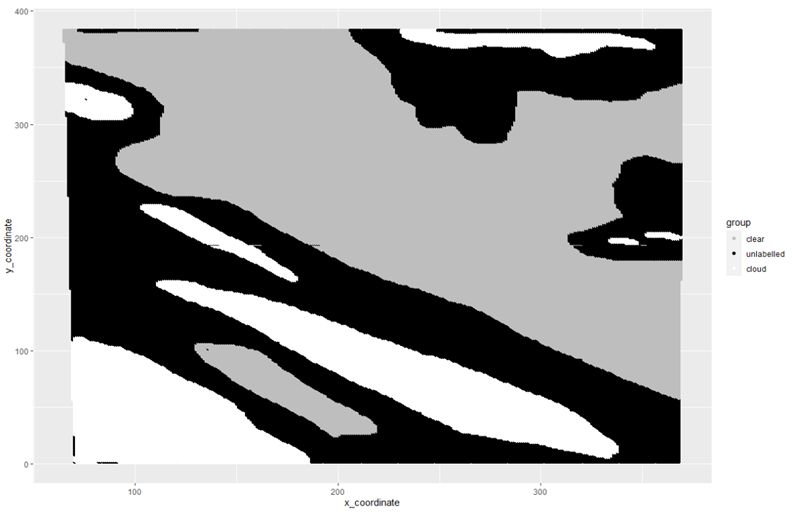 400
300
200
100
0
y_coordinate
100
200
300
x_coordinate
group
clear
unlabelled
cloud